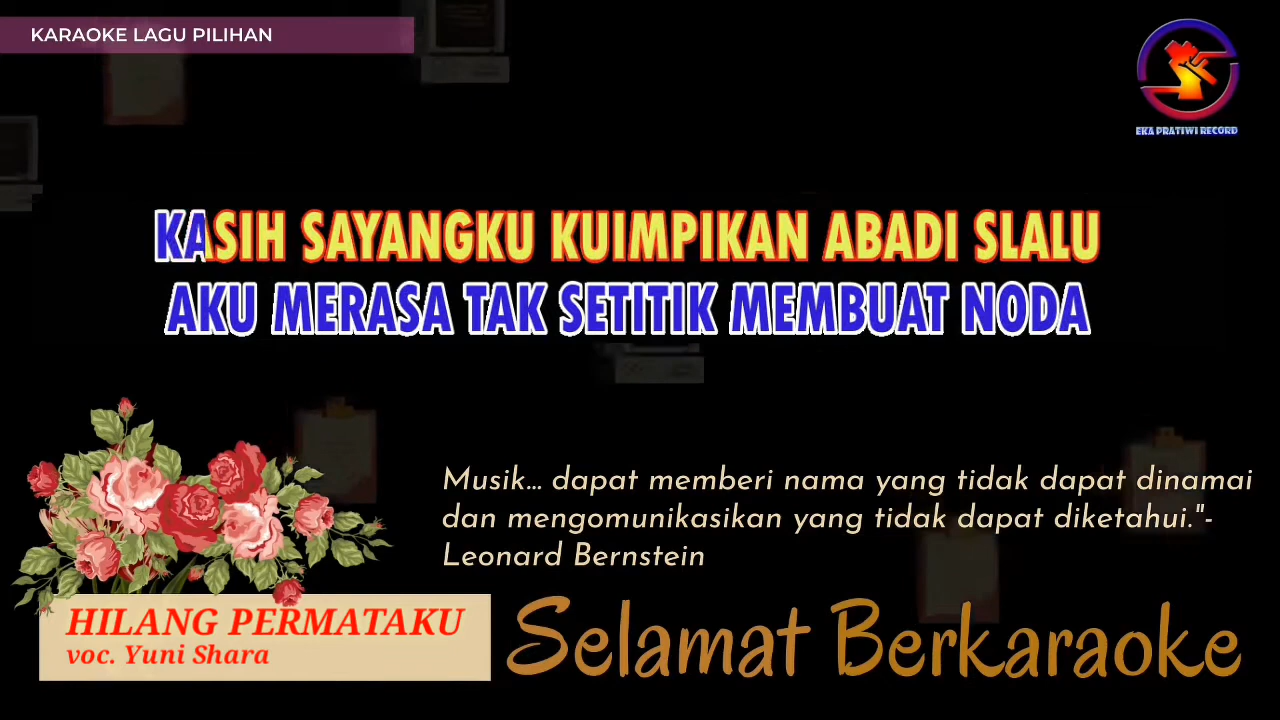 KARAOKE LAGU PILIHAN
EKA PRATIWI RECORD
KASIH SAYANGKU KUIMPIKAN ABADI SLALU
AKU MERASA TAK SETITIK MEMBUAT NODA
Musik... dapat memberi nama yang tidak dapat dinamai
dan mengomunikasikan yang tidak dapat diketahui."-
Leonard Bernstein
HILANG PERMATAKU
voc. Yuni Shara
Selamat Berkaraoke